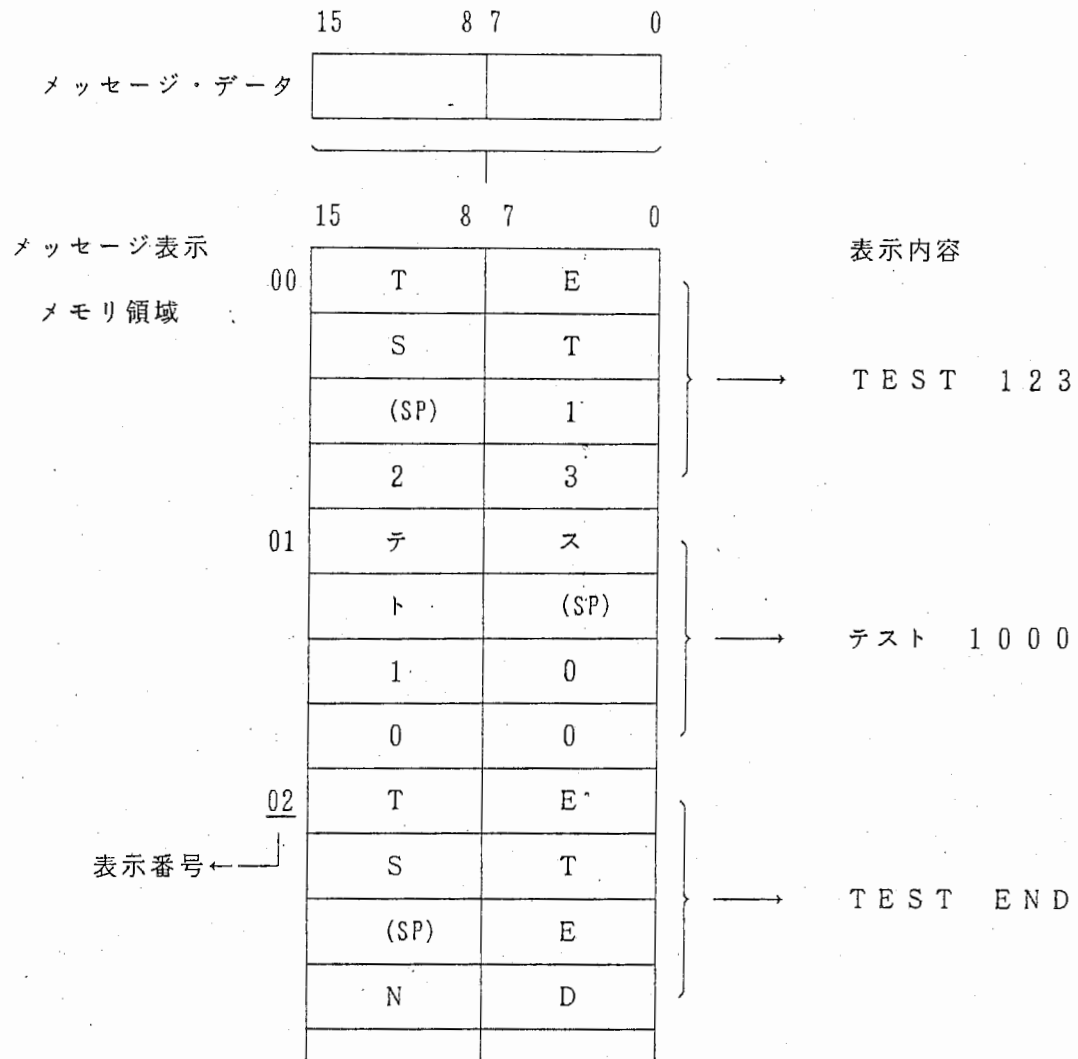 15 8 7 0
メッセージ・データ
15 8 7 0
メッセージ表示
表示内容
00 T E
メモリ領域
S T
TEST 123
(SP) 1
2 3
01 テ ス
ト (SP)
テスト 1000
1 0
0 0
02 T E
表示番号← S T
TEST END
(SP) E
N D